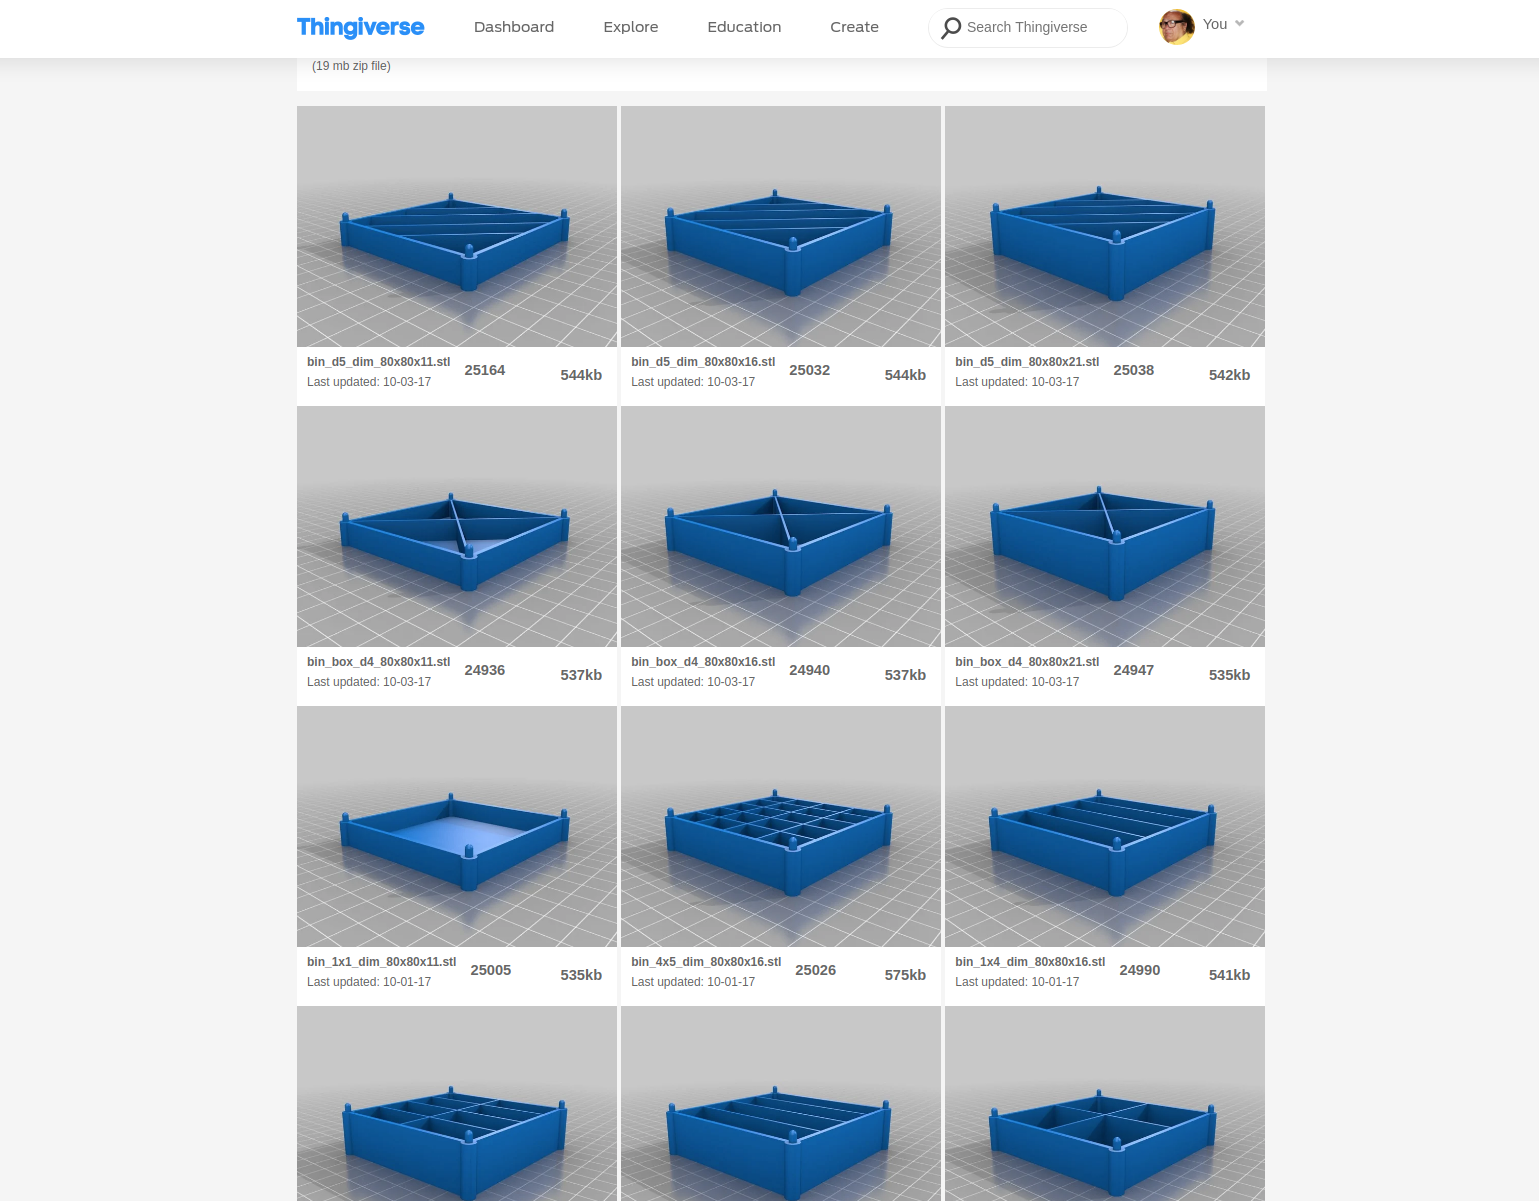 Thingiverse
Dashboard
Explore
Education
Create
Search Thingiverse
You
(19 mb zip file)
bin_d5_dim_80x80x11.stl
Last updated: 10-03-17
25164
544kb
bin_d5_dim_80x80x16.stl
Last updated: 10-03-17
25032
544kb
bin_d5_dim_80x80x21.stl
Last updated: 10-03-17
25038
542kb
bin_box_d4_80x80x11.stl
Last updated: 10-03-17
24936
537kb
bin_box_d4_80x80x16.stl
Last updated: 10-03-17
24940
537kb
bin_box_d4_80x80x21.stl
Last updated: 10-03-17
24947
535kb
bin_1x1_dim_80x80x11.stl
Last updated: 10-01-17
25005
535kb
bin_4x5_dim_80x80x16.stl
Last updated: 10-01-17
25026
575kb
bin_1x4_dim_80x80x16.stl
Last updated: 10-01-17
24990
541kb